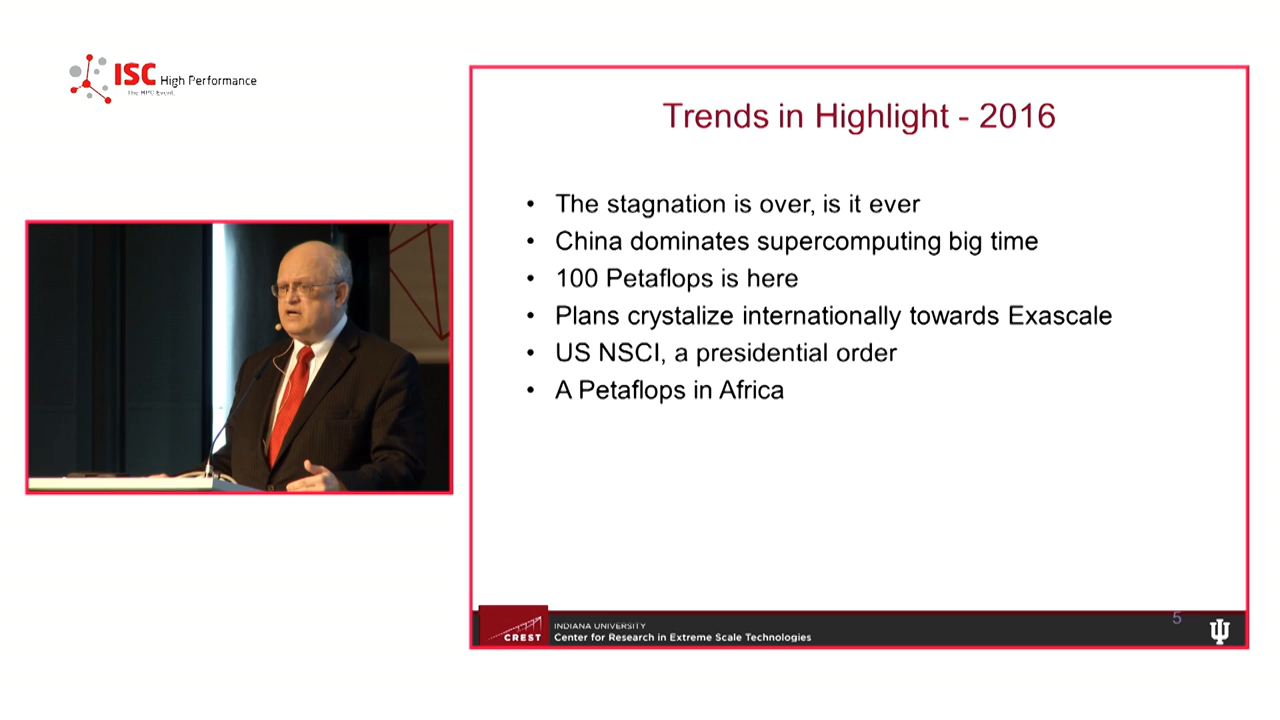 ISC High Performance
The HPC Event.
Trends in Highlight - 2016
• The stagnation is over, is it ever
• China dominates supercomputing big time
• 100 Petaflops is here
• Plans crystalize internationally towards Exascale
• US NSCI, a presidential order
• A Petaflops in Africa
CREST
INDIANA UNIVERSITY
Center for Research in Extreme Scale Technologies
5